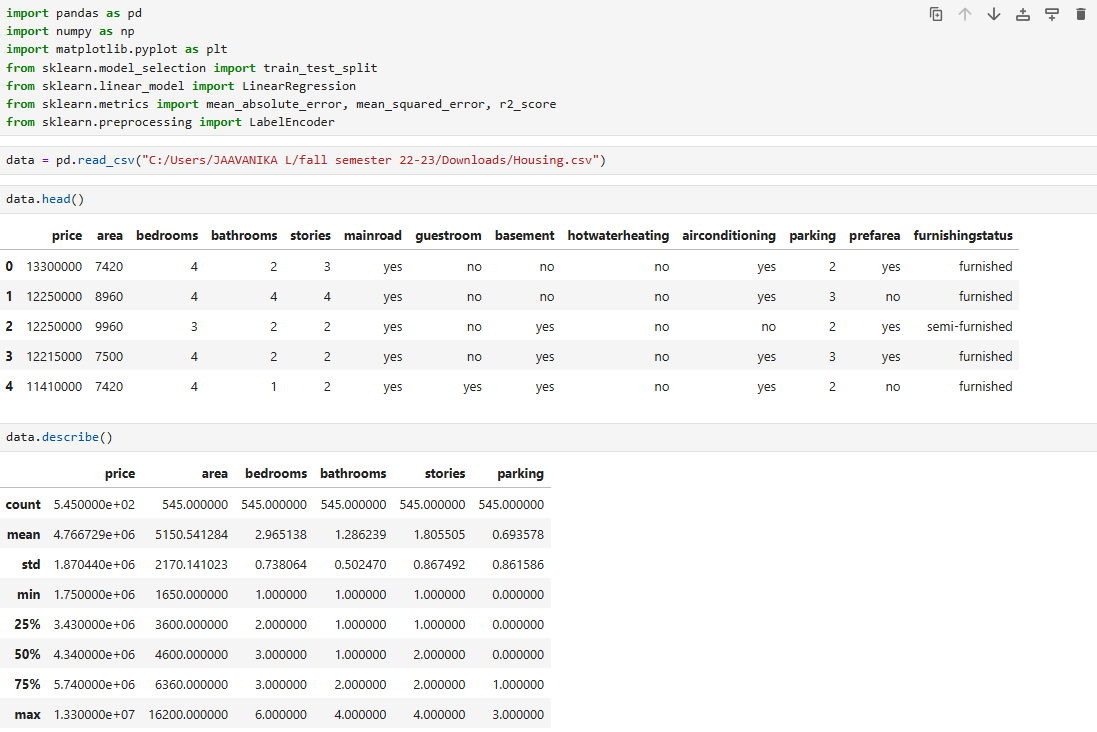 import pandas as pd
import numpy as np
import matplotlib.pyplot as plt
from sklearn.model_selection import train_test_split
from sklearn.linear_model import LinearRegression
from sklearn.metrics import mean_absolute_error, mean_squared_error, r2_score
from sklearn.preprocessing import LabelEncoder
data = pd.read_csv("C:/Users/JAAVANIKA L/fall semester 22-23/Downloads/Housing.csv")
data.head()
price area bedrooms bathrooms stories mainroad guestroom basement hotwaterheating airconditioning parking prefarea furnishingstatus
0 13300000 7420 4 2 3 yes no no no yes 2 yes furnished
1 12250000 8960 4 4 4 yes no no no yes 3 no furnished
2 12250000 9960 3 2 2 yes no yes no no 2 yes semi-furnished
3 12215000 7500 4 2 2 yes no yes no yes 3 yes furnished
4 11410000 7420 4 1 2 yes yes yes no yes 2 no furnished
data.describe()
price area bedrooms bathrooms stories parking
count 5.450000e+02 545.000000 545.000000 545.000000 545.000000 545.000000
mean 4.766729e+06 5150.541284 2.965138 1.286239 1.805505 0.693578
std 1.870440e+06 2170.141023 0.738064 0.502470 0.867492 0.861586
min 1.750000e+06 1650.000000 1.000000 1.000000 1.000000 0.000000
25% 3.430000e+06 3600.000000 2.000000 1.000000 1.000000 0.000000
50% 4.340000e+06 4600.000000 3.000000 1.000000 2.000000 0.000000
75% 5.740000e+06 6360.000000 3.000000 2.000000 2.000000 1.000000
max 1.330000e+07 16200.000000 6.000000 4.000000 4.000000 3.000000